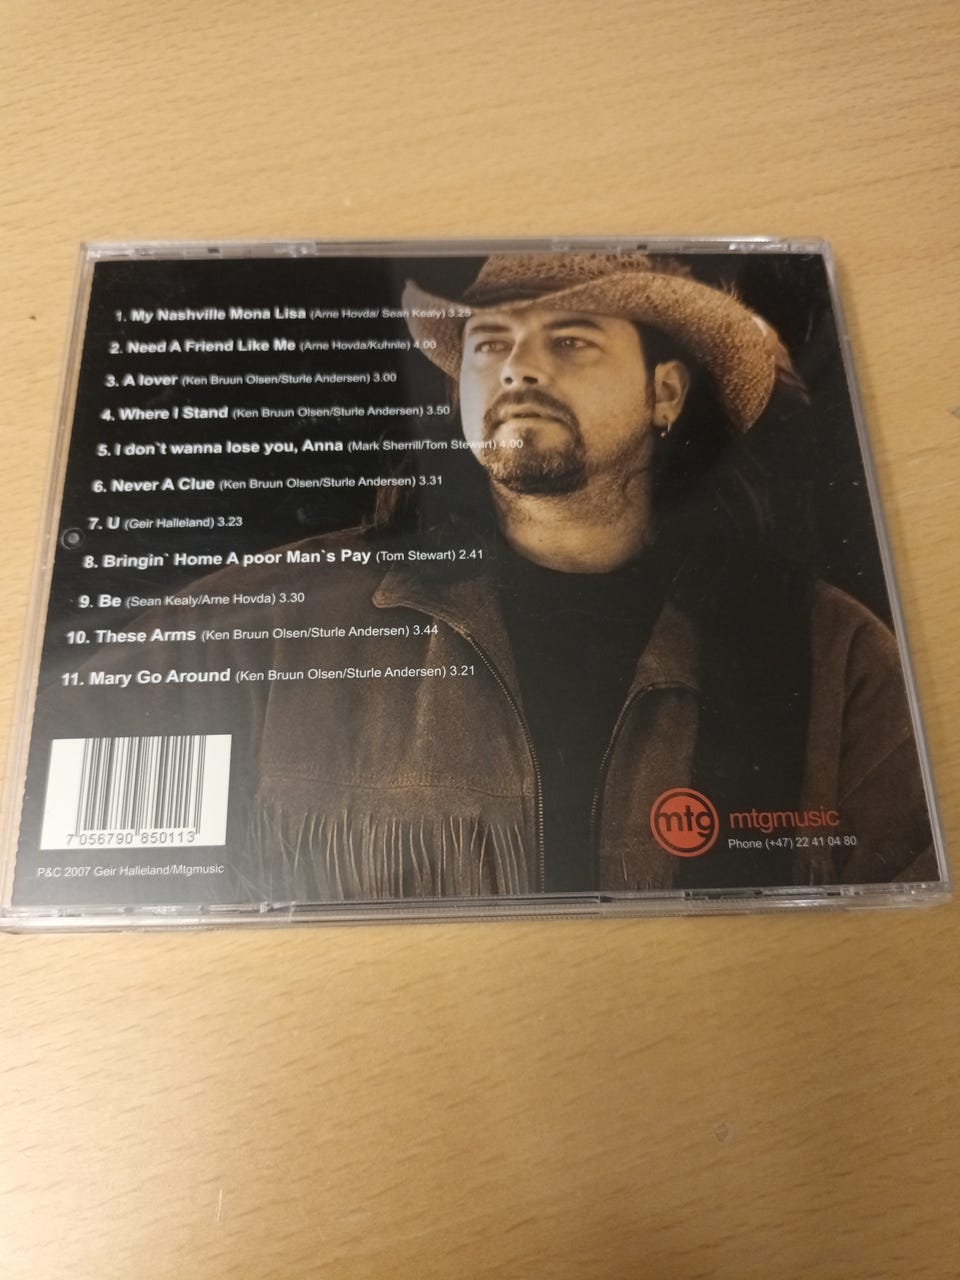 1. My Nashville Mona Lisa (Arne Hovda/ Sean Kealy) 3.25
2. Need A Friend Like Me (Arne Hovda/Kuhnle) 4.00
3. A lover (Ken Bruun Olsen/Sturle Andersen) 3.00
4. Where I Stand (Ken Bruun Olsen/Sturle Andersen) 3.50
5. I don`t wanna lose you, Anna (Mark Sherrill/Tom Stewart) 4.00
6. Never A Clue (Ken Bruun Olsen/Sturle Andersen) 3.31
7. U (Geir Halleland) 3.23
8. Bringin` Home A poor Man`s Pay (Tom Stewart) 2.41
9. Be (Sean Kealy/Arne Hovda) 3.30
10. These Arms (Ken Bruun Olsen/Sturle Andersen) 3.44
11. Mary Go Around (Ken Bruun Olsen/Sturle Andersen) 3.21
7 056790 850113
P&C 2007 Geir Halleland/Mtgmusic
mtg mtgmusic
Phone (+47) 22 41 04 80